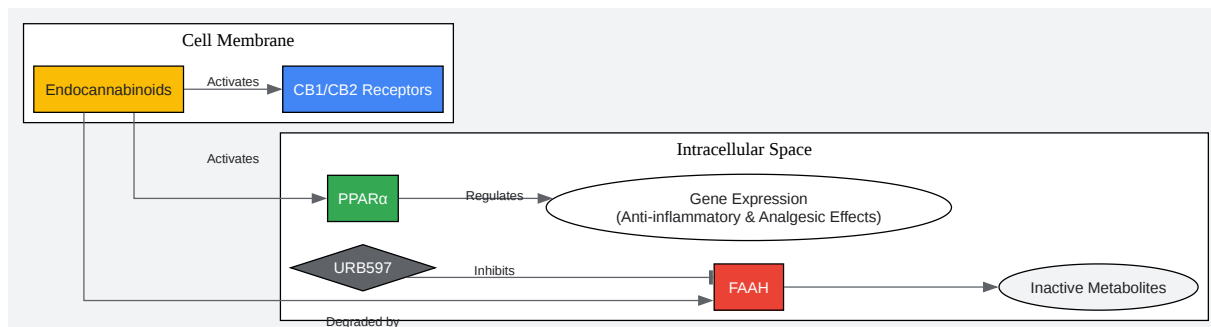 Cell Membrane
Endocannabinoids
Activates
CB1/CB2 Receptors
Activates
Intracellular Space
PPARα
Regulates
Gene Expression
(Anti-inflammatory & Analgesic Effects)
URB597
Inhibits
FAAH
Inactive Metabolites
Degraded by